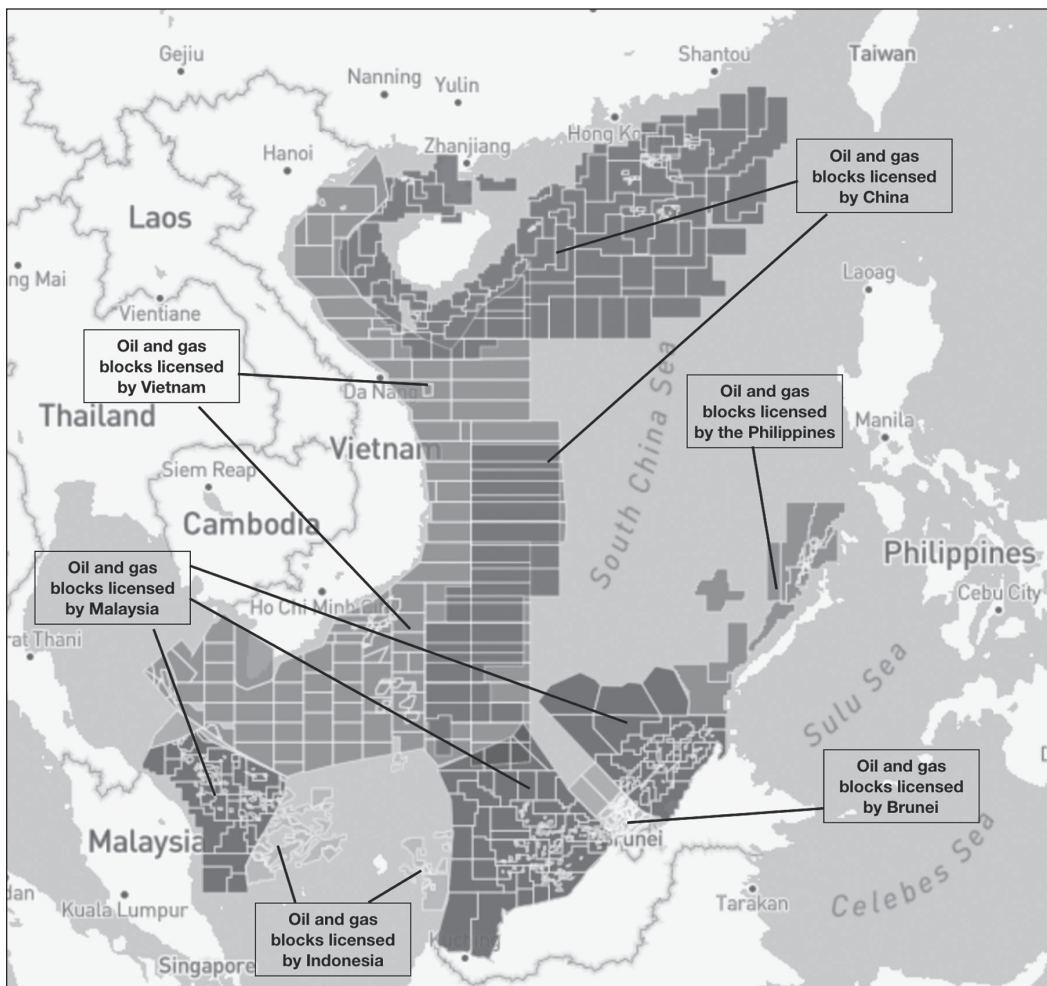 Gejiu
Nanning
Yulin
Shantou
Taiwan
Hanoi
Zhanjiang
Hong Ko
Oil and gas
blocks licensed
by China
Laos
ng Mai
Vientiane
Laoag
Oil and gas
blocks licensed
by Vietnam
Da Nang
Thailand
Vietnam
South China Sea
Oil and gas
blocks licensed
by the Philippines
Manila
Siem Reap
Cambodia
Philippines
Oil and gas
blocks licensed
by Malaysia
Ho Chi Minh Cit
Cebu City
rat Thani
Sulu Sea
Oil and gas
blocks licensed
by Brunei
Malaysia
Brunei
Celebes Sea
dan
Kuala Lumpur
Tarakan
Oil and gas
blocks licensed
by Indonesia
Kuching
Singapore